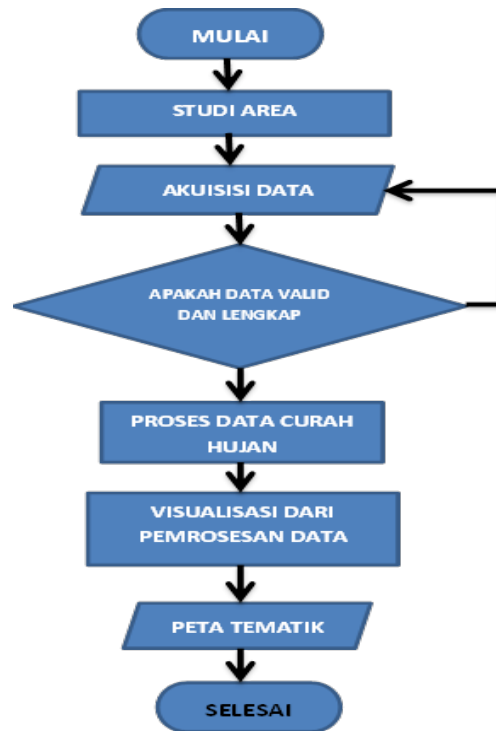 MULAI
STUDI AREA
AKUISISI DATA
APAKAH DATA VALID
DAN LENGKAP
PROSES DATA CURAH
HUJAN
VISUALISASI DARI
PEMROSESAN DATA
PETA TEMATIK
SELESAI